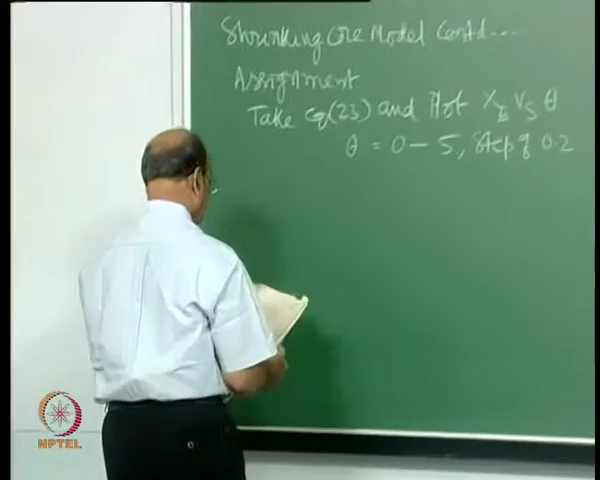 Shrinking Core Model Contd....
Assignment
Take eq(23) and Plot X_B vs θ
θ = 0 – 5, Step of 0.2
NPTEL